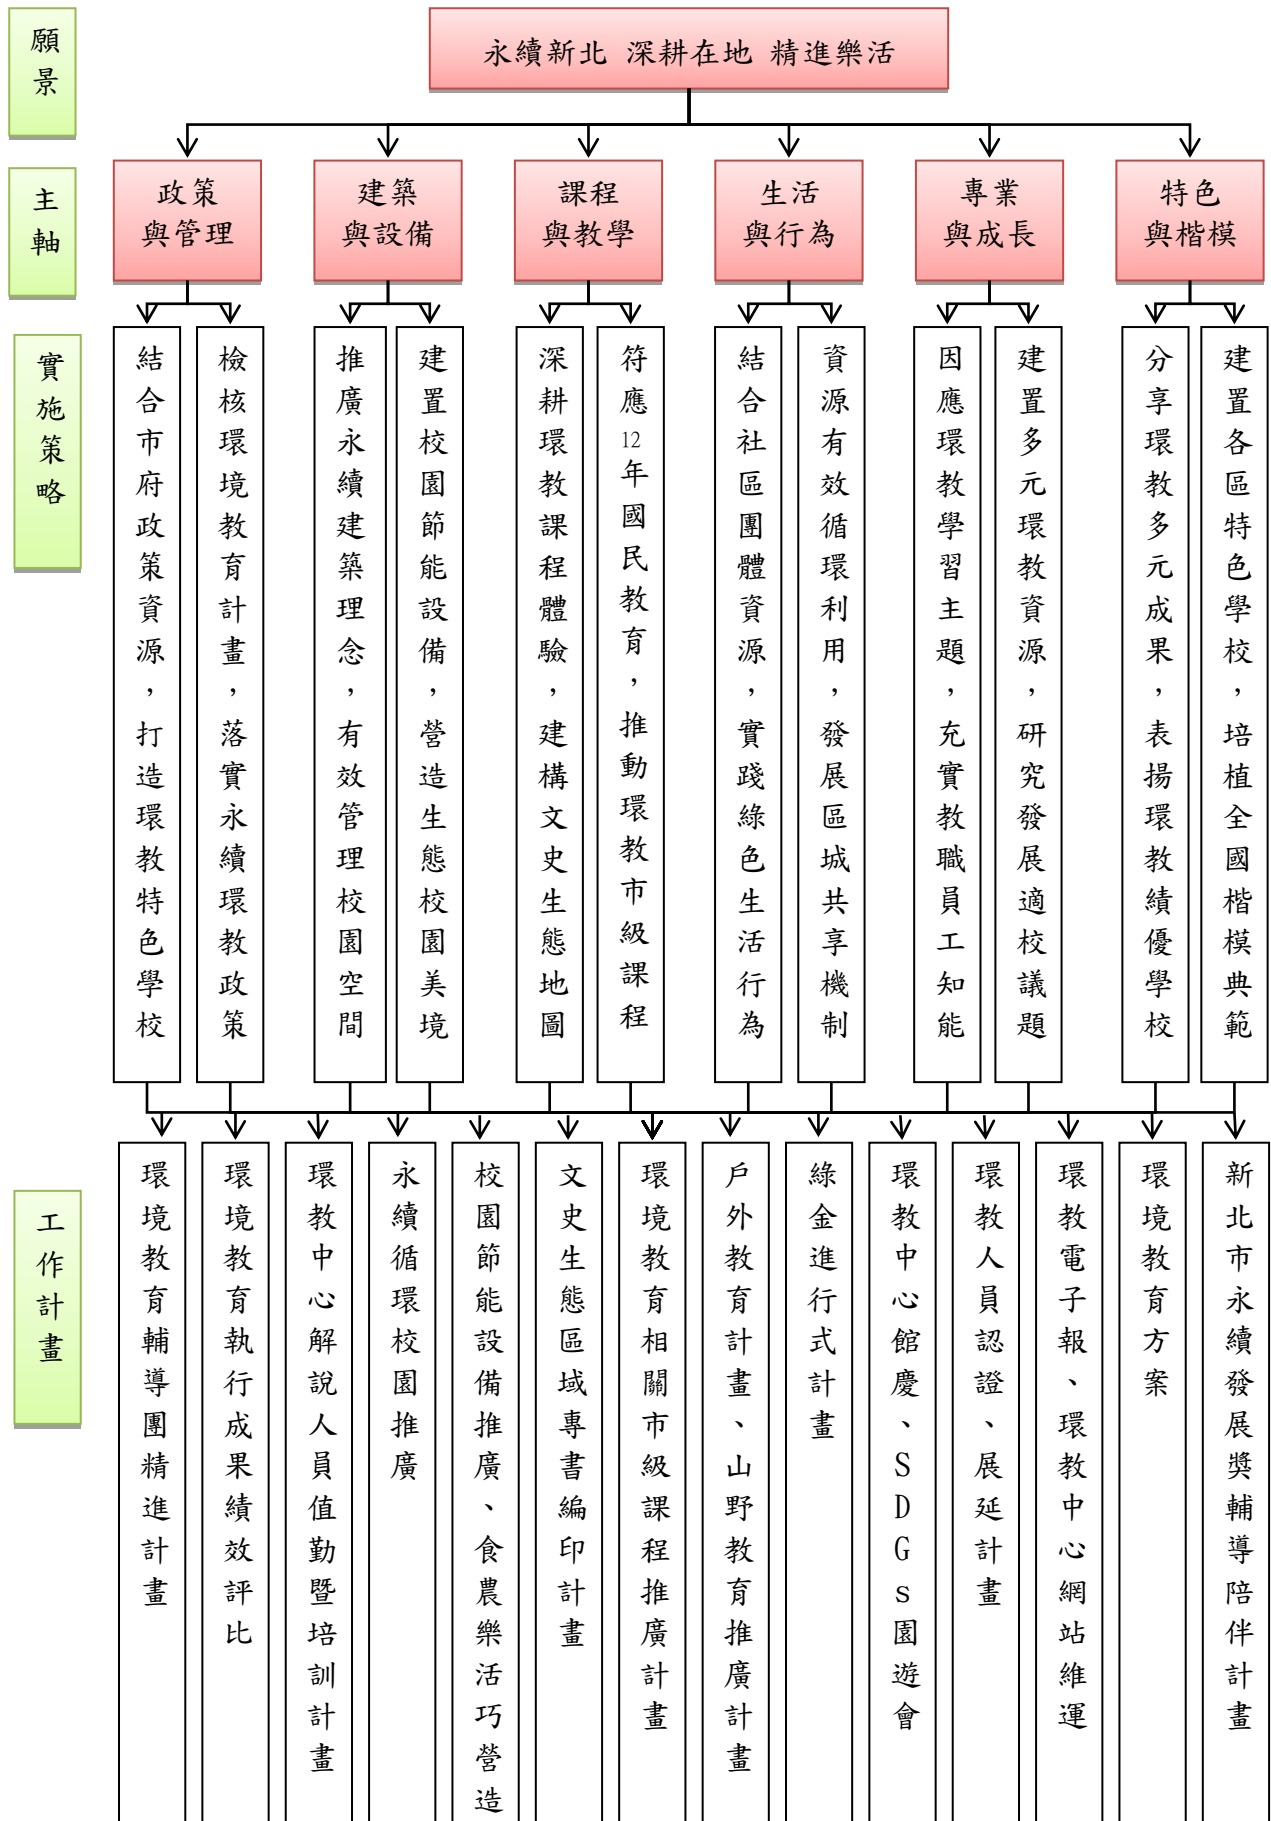 願景
永續新北 深耕在地 精進樂活
主軸
政策
與管理
建築
與設備
課程
與教學
生活
與行為
專業
與成長
特色
與楷模
實施策略
結合市府政策資源，打造環教特色學校
檢核環境教育計畫，落實永續環教政策
推廣永續建築理念，有效管理校園空間
建置校園節能設備，營造生態校園美境
深耕環教課程體驗，建構文史生態地圖
符應12年國民教育，推動環教市級課程
結合社區團體資源，實踐綠色生活行為
資源有效循環利用，發展區城共享機制
因應環教學習主題，充實教職員工知能
建置多元環教資源，研究發展適校議題
分享環教多元成果，表揚環教績優學校
建置各區特色學校，培植全國楷模典範
工作計畫
環境教育輔導團精進計畫
環境教育執行成果績效評比
環教中心解說人員值勤暨培訓計畫
永續循環校園推廣
校園節能設備推廣、食農樂活巧營造
文史生態區域專書編印計畫
環境教育相關市級課程推廣計畫
戶外教育計畫、山野教育推廣計畫
綠金進行式計畫
環教中心館慶、SDGs園遊會
環教人員認證、展延計畫
環教電子報、環教中心網站維運
環境教育方案
新北市永續發展獎輔導陪伴計畫